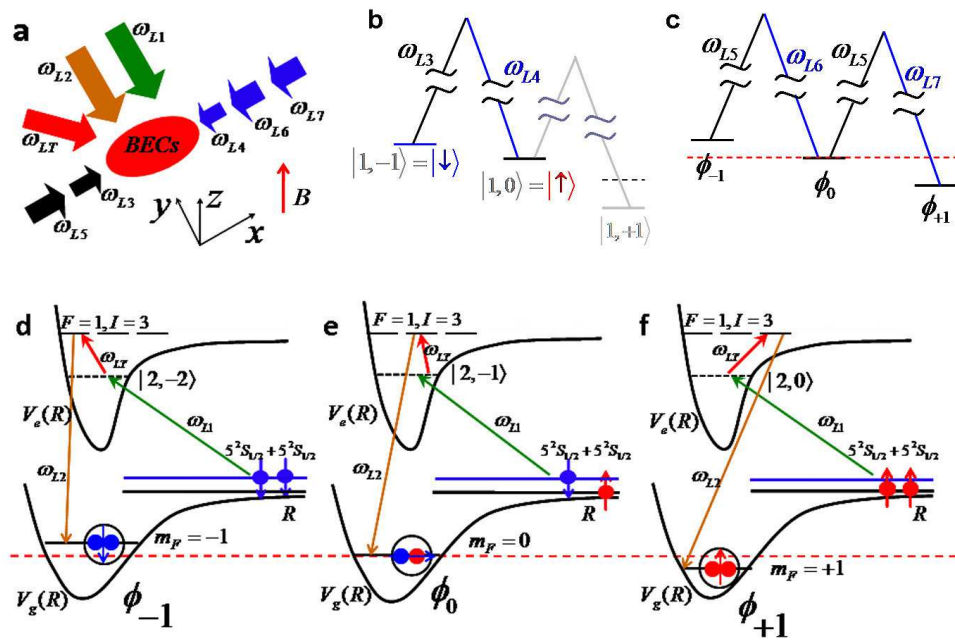 a
ω_L1
ω_L2
ω_LT
BECs
ω_L7
ω_L6
ω_L4
ω_L3
ω_L5
y
z
x
B
b
ω_L3
ω_L4
|1,-1⟩=|↓⟩
|1,0⟩=|↑⟩
|1,+1⟩
c
ω_L5
ω_L6
ω_L5
ω_L7
ϕ_-1
ϕ_0
ϕ_+1
d
F=1,I=3
ω_LT
|2,-2⟩
V_e(R)
ω_L1
ω_L2
5²S_1/2+5²S_1/2
R
m_F=-1
V_g(R)
ϕ_-1
e
F=1,I=3
ω_LT
|2,-1⟩
V_e(R)
ω_L1
ω_L2
5²S_1/2+5²S_1/2
R
m_F=0
V_g(R)
ϕ_0
f
F=1,I=3
ω_LT
|2,0⟩
V_e(R)
ω_L1
ω_L2
5²S_1/2+5²S_1/2
R
m_F=+1
V_g(R)
ϕ_+1